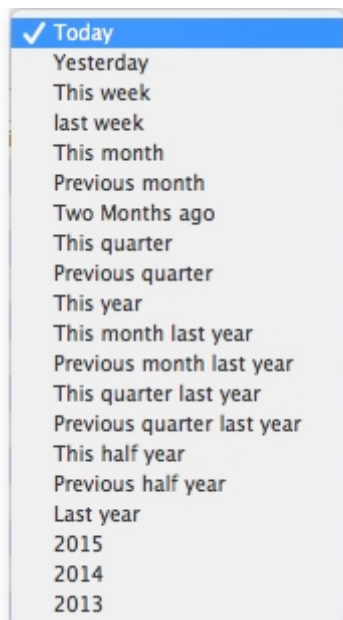 Today
Yesterday
This week
last week
This month
Previous month
Two Months ago
This quarter
Previous quarter
This year
This month last year
Previous month last year
This quarter last year
Previous quarter last year
This half year
Previous half year
Last year
2015
2014
2013